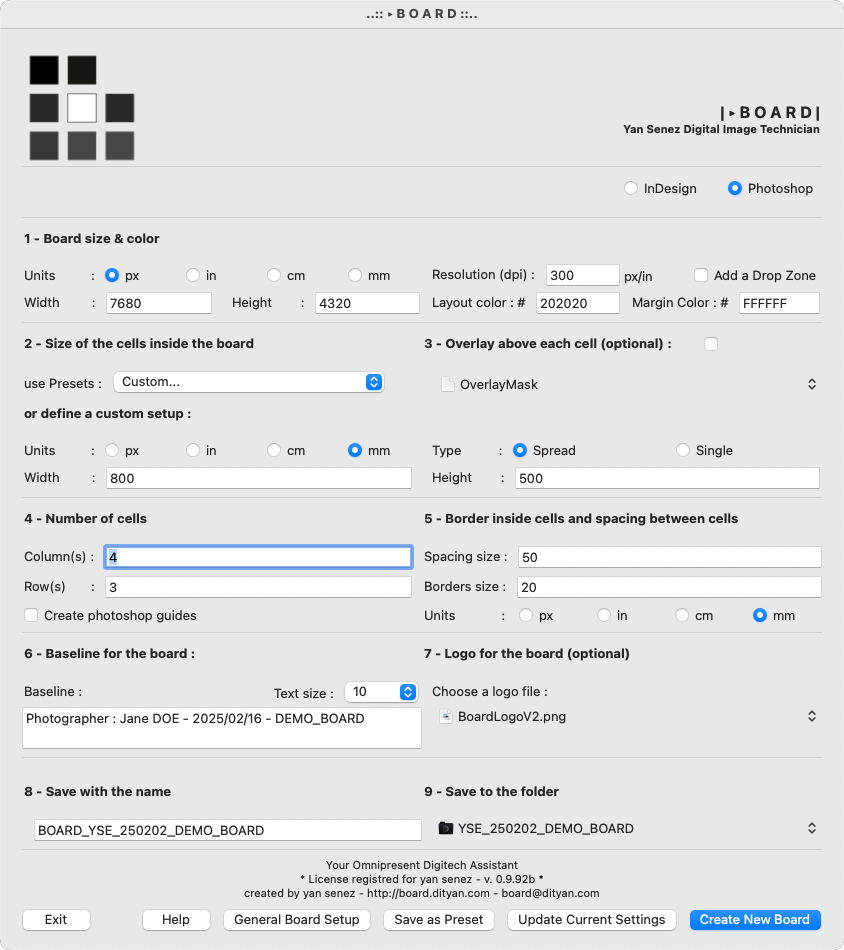 ..:: ▸ B O A R D ::..
| ▸ B O A R D |
Yan Senez Digital Image Technician
InDesign Photoshop
1 - Board size & color
Units : px in cm mm Resolution (dpi) : 300 px/in Add a Drop Zone
Width : 7680 Height : 4320 Layout color : # 202020 Margin Color : # FFFFFF
2 - Size of the cells inside the board 3 - Overlay above each cell (optional) :
use Presets : Custom... OverlayMask
or define a custom setup :
Units : px in cm mm Type : Spread Single
Width : 800 Height : 500
4 - Number of cells 5 - Border inside cells and spacing between cells
Column(s) : 4 Spacing size : 50
Row(s) : 3 Borders size : 20
Create photoshop guides Units : px in cm mm
6 - Baseline for the board : 7 - Logo for the board (optional)
Baseline : Text size : 10 Choose a logo file :
Photographer : Jane DOE - 2025/02/16 - DEMO_BOARD BoardLogoV2.png
8 - Save with the name 9 - Save to the folder
BOARD_YSE_250202_DEMO_BOARD YSE_250202_DEMO_BOARD
Your Omnipresent Digitech Assistant
* License registred for yan senez - v. 0.9.92b *
created by yan senez - http://board.dityan.com - board@dityan.com
Exit Help General Board Setup Save as Preset Update Current Settings Create New Board